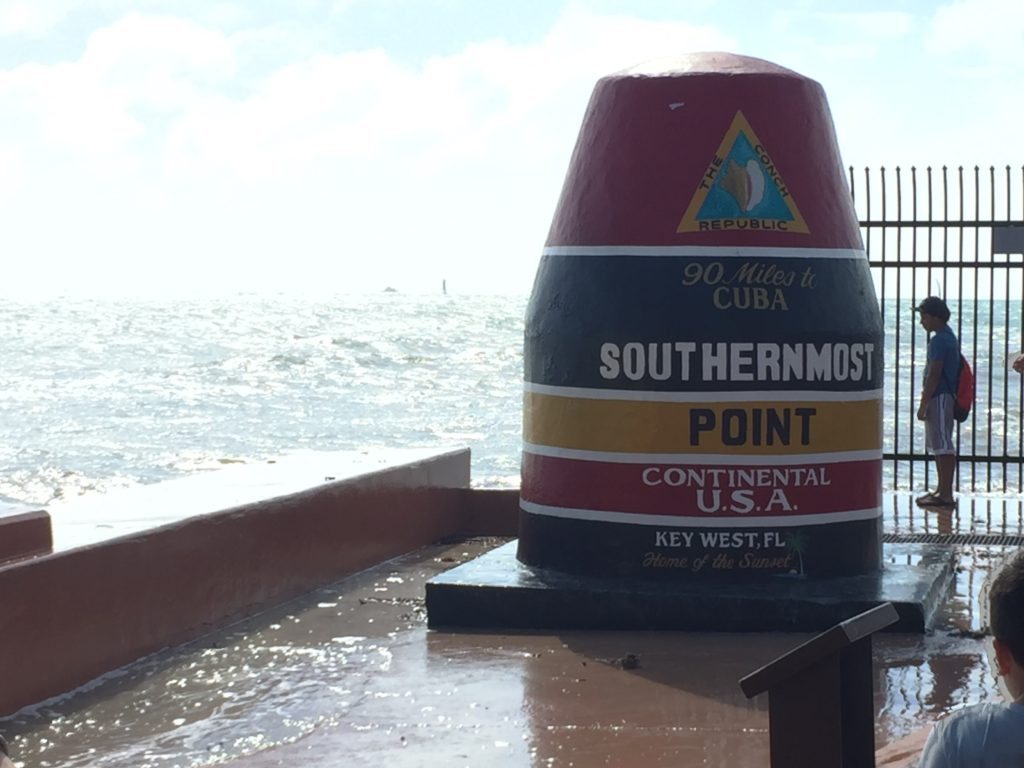 THE CONCH
REPUBLIC
90 Miles to
CUBA
SOUTHERNMOST
POINT
CONTINENTAL
U.S.A.
KEY WEST, FL
Home of the Sunset